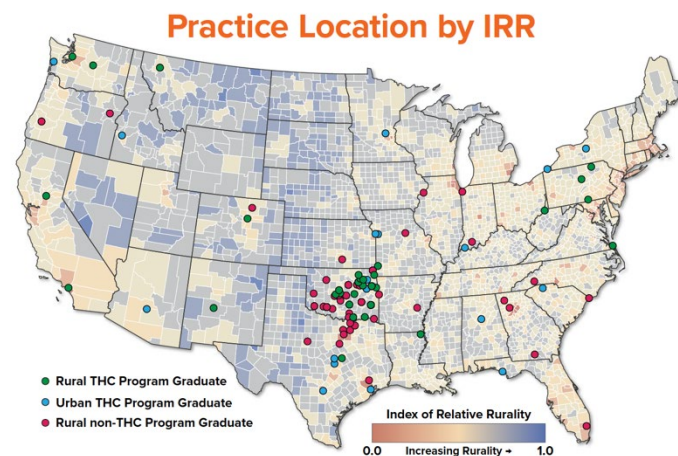 Practice Location by IRR
Rural THC Program Graduate
Urban THC Program Graduate
Rural non-THC Program Graduate
Index of Relative Rurality
0.0 Increasing Rurality → 1.0